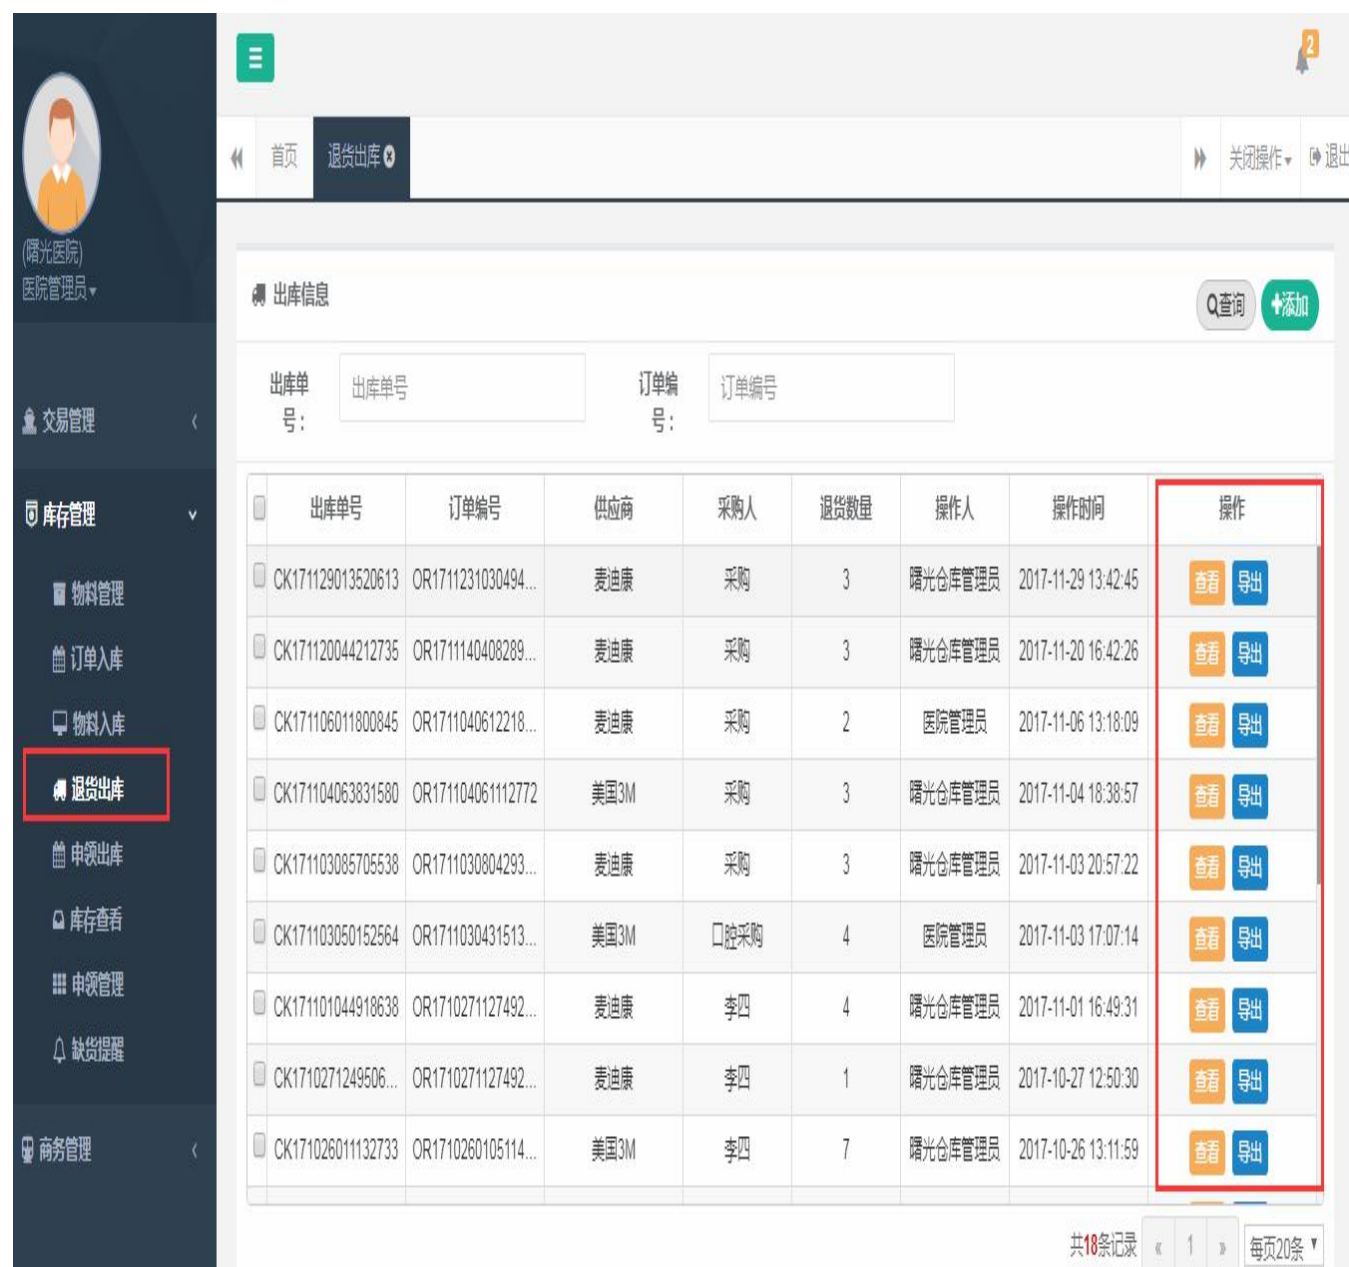 2
首页 退货出库 关闭操作 退出
(曙光医院)
医院管理员
交易管理
库存管理
物料管理
订单入库
物料入库
退货出库
申领出库
库存查看
申领管理
缺货提醒
商务管理
出库信息 查询 添加
出库单号： 出库单号 订单编号： 订单编号
出库单号 订单编号 供应商 采购人 退货数量 操作人 操作时间 操作
CK171129013520613 OR1711231030494... 麦迪康 采购 3 曙光仓库管理员 2017-11-29 13:42:45 查看 导出
CK171120044212735 OR1711140408289... 麦迪康 采购 3 曙光仓库管理员 2017-11-20 16:42:26 查看 导出
CK171106011800845 OR1711040612218... 麦迪康 采购 2 医院管理员 2017-11-06 13:18:09 查看 导出
CK171104063831580 OR171104061112772 美国3M 采购 3 曙光仓库管理员 2017-11-04 18:38:57 查看 导出
CK171103085705538 OR1711030804293... 麦迪康 采购 3 曙光仓库管理员 2017-11-03 20:57:22 查看 导出
CK171103050152564 OR1711030431513... 美国3M 口腔采购 4 医院管理员 2017-11-03 17:07:14 查看 导出
CK171101044918638 OR1710271127492... 麦迪康 李四 4 曙光仓库管理员 2017-11-01 16:49:31 查看 导出
CK1710271249506... OR1710271127492... 麦迪康 李四 1 曙光仓库管理员 2017-10-27 12:50:30 查看 导出
CK171026011132733 OR1710260105114... 美国3M 李四 7 曙光仓库管理员 2017-10-26 13:11:59 查看 导出
共18条记录 « 1 » 每页20条